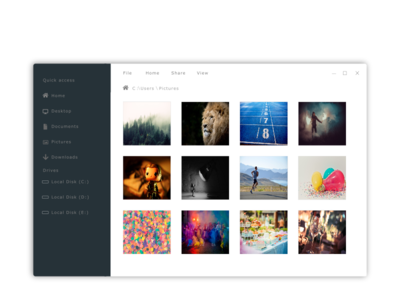 File Home Share View
Quick access
C : \ Users \ Pictures
Home
Desktop
Documents
Pictures
Downloads
Drives
Local Disk (C:)
Local Disk (D:)
Local Disk (E:)
7 8